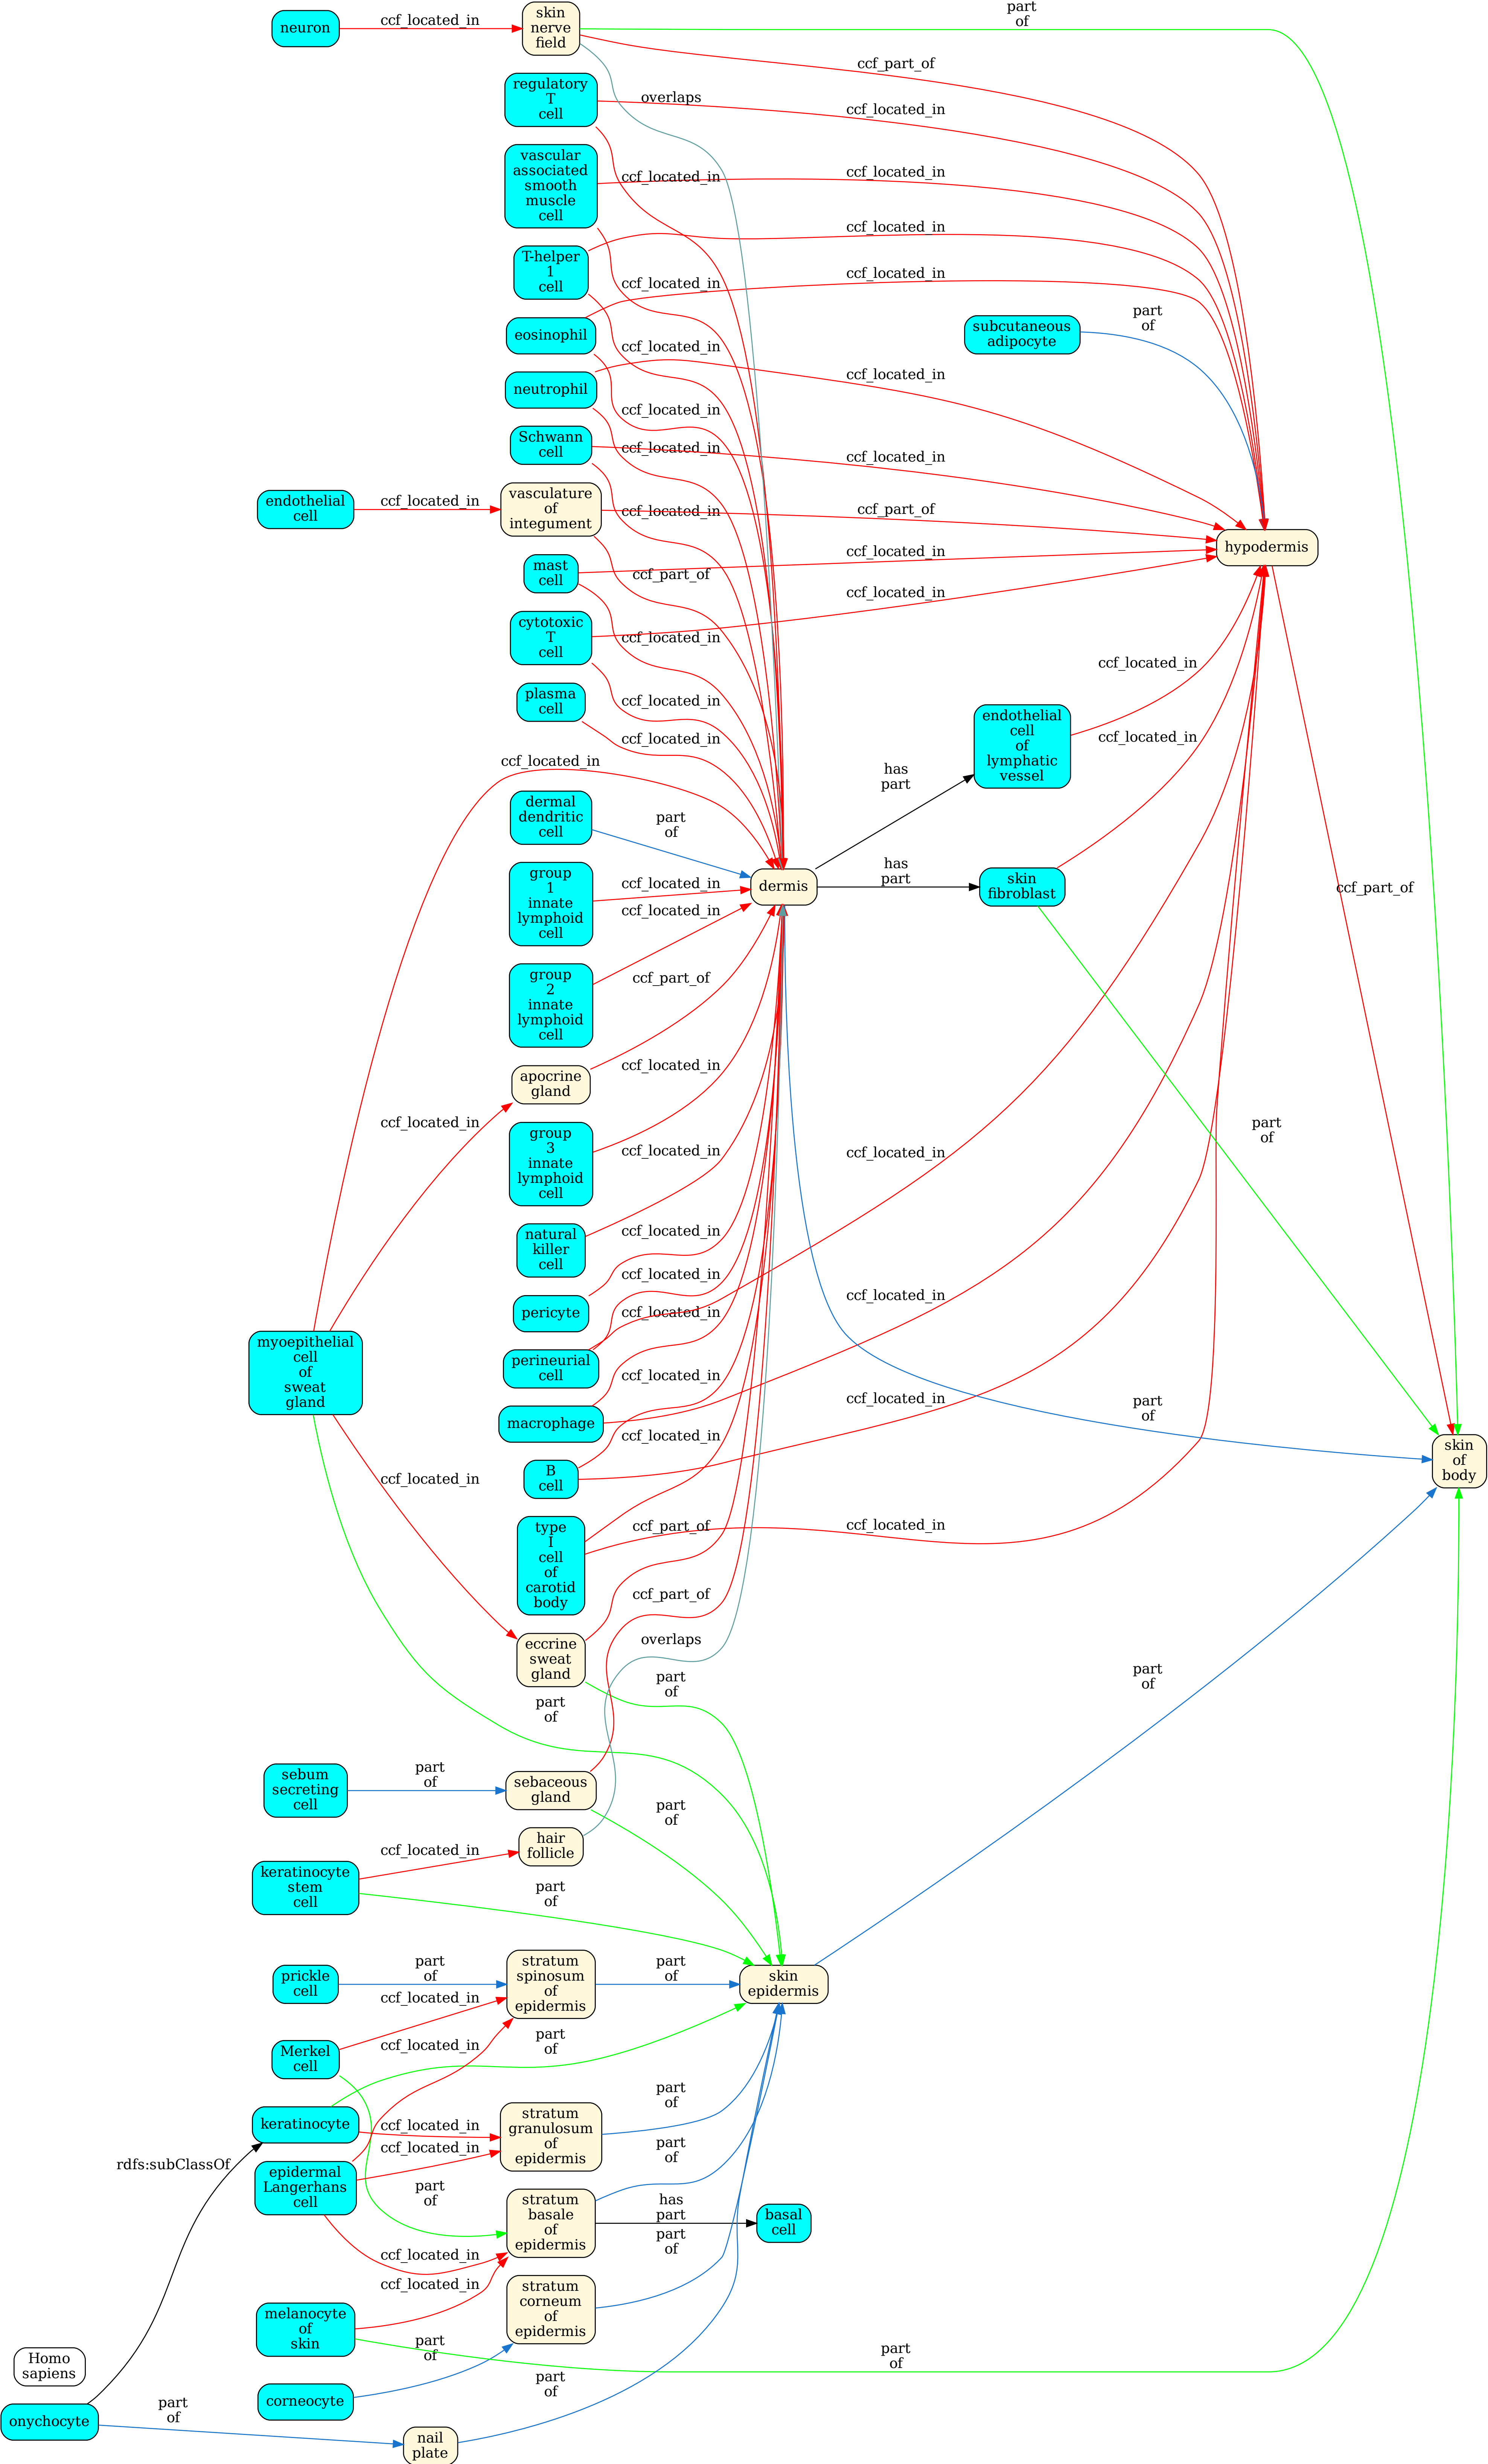 neuron
ccf_located_in
skin
nerve
field
part
of
ccf_part_of
overlaps
regulatory
T
cell
ccf_located_in
ccf_located_in
vascular
associated
smooth
muscle
cell
ccf_located_in
ccf_located_in
T-helper
1
cell
ccf_located_in
ccf_located_in
eosinophil
ccf_located_in
ccf_located_in
subcutaneous
adipocyte
part
of
neutrophil
ccf_located_in
ccf_located_in
Schwann
cell
ccf_located_in
ccf_located_in
endothelial
cell
ccf_located_in
vasculature
of
integument
ccf_part_of
ccf_part_of
hypodermis
mast
cell
ccf_located_in
ccf_located_in
cytotoxic
T
cell
ccf_located_in
ccf_located_in
plasma
cell
ccf_located_in
endothelial
cell
of
lymphatic
vessel
ccf_located_in
ccf_located_in
ccf_located_in
has
part
dermal
dendritic
cell
part
of
group
1
innate
lymphoid
cell
ccf_located_in
dermis
has
part
skin
fibroblast
ccf_part_of
ccf_located_in
group
2
innate
lymphoid
cell
ccf_part_of
apocrine
gland
ccf_located_in
ccf_located_in
group
3
innate
lymphoid
cell
ccf_located_in
ccf_located_in
part
of
natural
killer
cell
ccf_located_in
pericyte
ccf_located_in
ccf_located_in
ccf_located_in
myoepithelial
cell
of
sweat
gland
perineurial
cell
ccf_located_in
ccf_located_in
part
of
macrophage
ccf_located_in
skin
of
body
ccf_located_in
B
cell
type
I
cell
of
carotid
body
ccf_part_of
ccf_located_in
ccf_part_of
eccrine
sweat
gland
overlaps
part
of
part
of
part
of
sebum
secreting
cell
part
of
sebaceous
gland
part
of
hair
follicle
ccf_located_in
keratinocyte
stem
cell
part
of
prickle
cell
part
of
stratum
spinosum
of
epidermis
part
of
skin
epidermis
ccf_located_in
Merkel
cell
ccf_located_in
part
of
keratinocyte
ccf_located_in
stratum
granulosum
of
epidermis
part
of
rdfs:subClassOf
epidermal
Langerhans
cell
ccf_located_in
part
of
stratum
basale
of
epidermis
part
of
has
part
basal
cell
ccf_located_in
ccf_located_in
part
of
stratum
corneum
of
epidermis
melanocyte
of
skin
part
of
part
of
Homo
sapiens
corneocyte
part
of
onychocyte
part
of
nail
plate